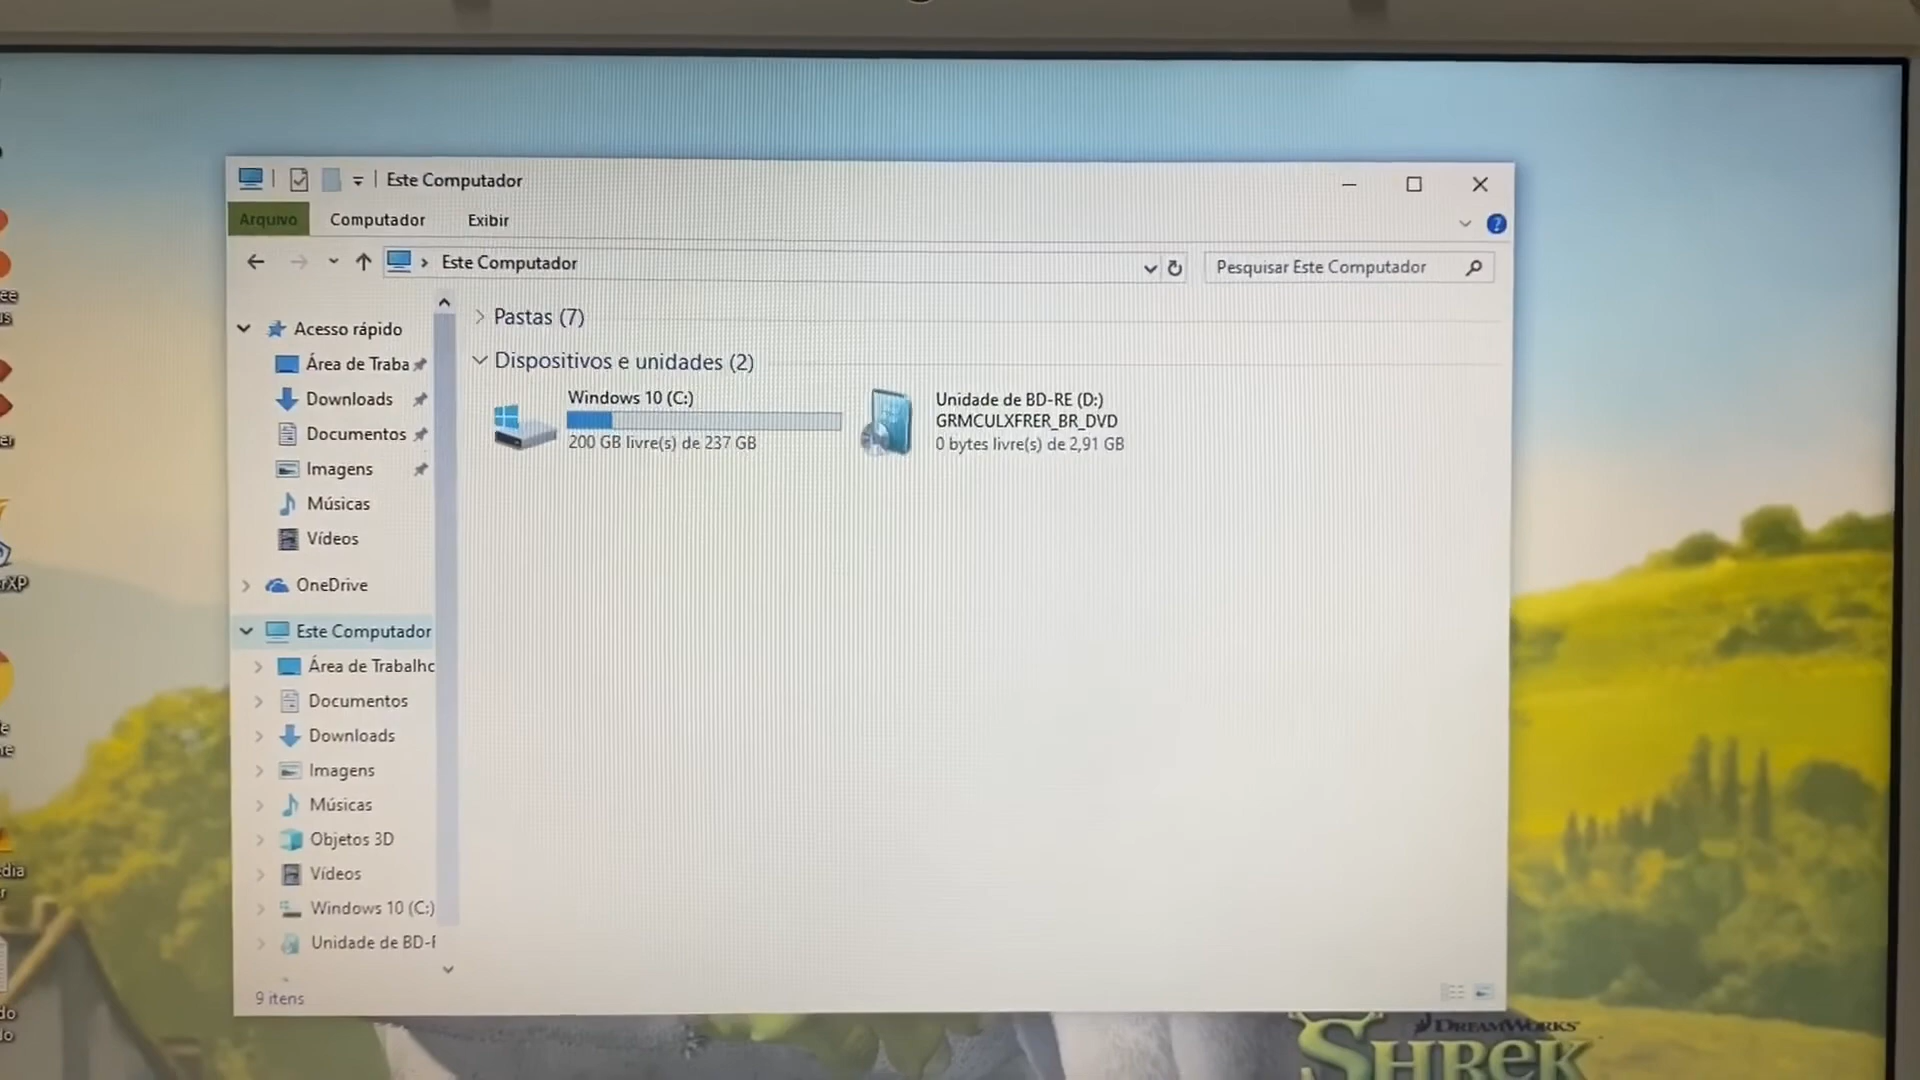 Este Computador
Arquivo Computador Exibir
Este Computador
Pesquisar Este Computador
Acesso rápido
Área de Traba
Downloads
Documentos
Imagens
Músicas
Vídeos
OneDrive
Este Computador
Área de Trabalho
Documentos
Downloads
Imagens
Músicas
Objetos 3D
Vídeos
Windows 10 (C:)
Unidade de BD-R
9 itens
Pastas (7)
Dispositivos e unidades (2)
Windows 10 (C:)
200 GB livre(s) de 237 GB
Unidade de BD-RE (D:)
GRMCULXFRER_BR_DVD
0 bytes livre(s) de 2,91 GB
DREAMWORKS
SHREK